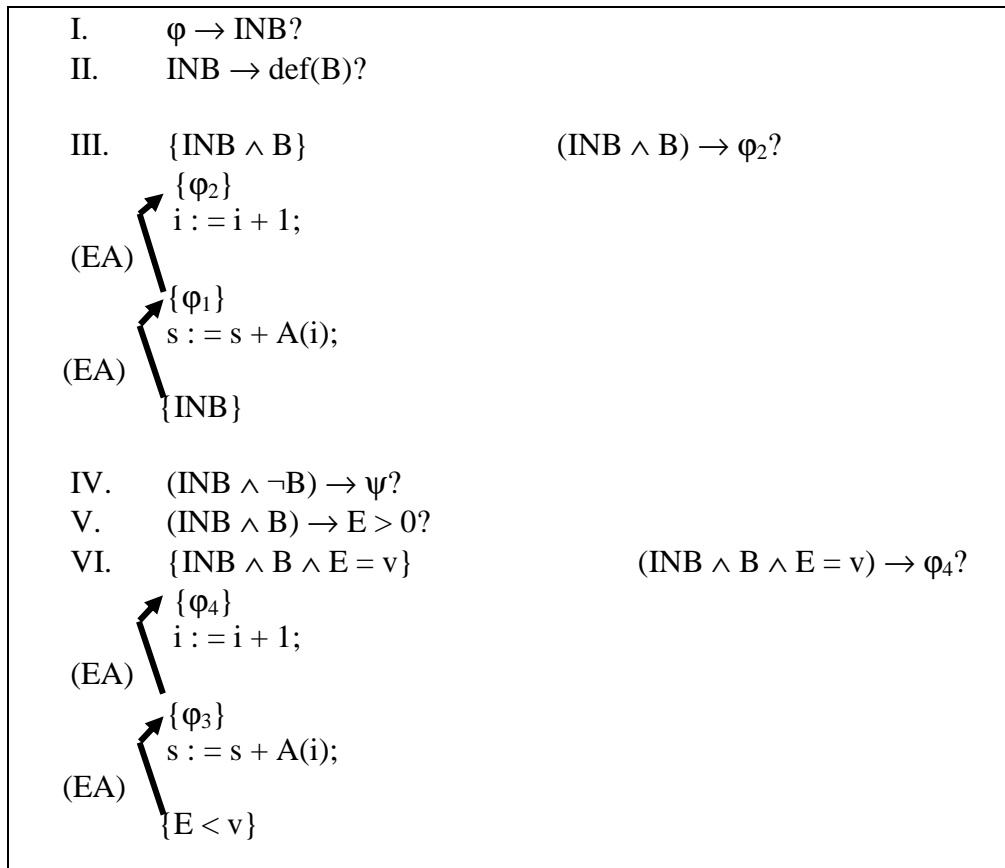 I. φ → INB?
II. INB → def(B)?
III. {INB ∧ B} (INB ∧ B) → φ₂?
{φ₂}
i : = i + 1;
(EA)
{φ₁}
s : = s + A(i);
(EA)
{INB}
IV. (INB ∧ ¬B) → ψ?
V. (INB ∧ B) → E > 0?
VI. {INB ∧ B ∧ E = v} (INB ∧ B ∧ E = v) → φ₄?
{φ₄}
i : = i + 1;
(EA)
{φ₃}
s : = s + A(i);
(EA)
{E < v}